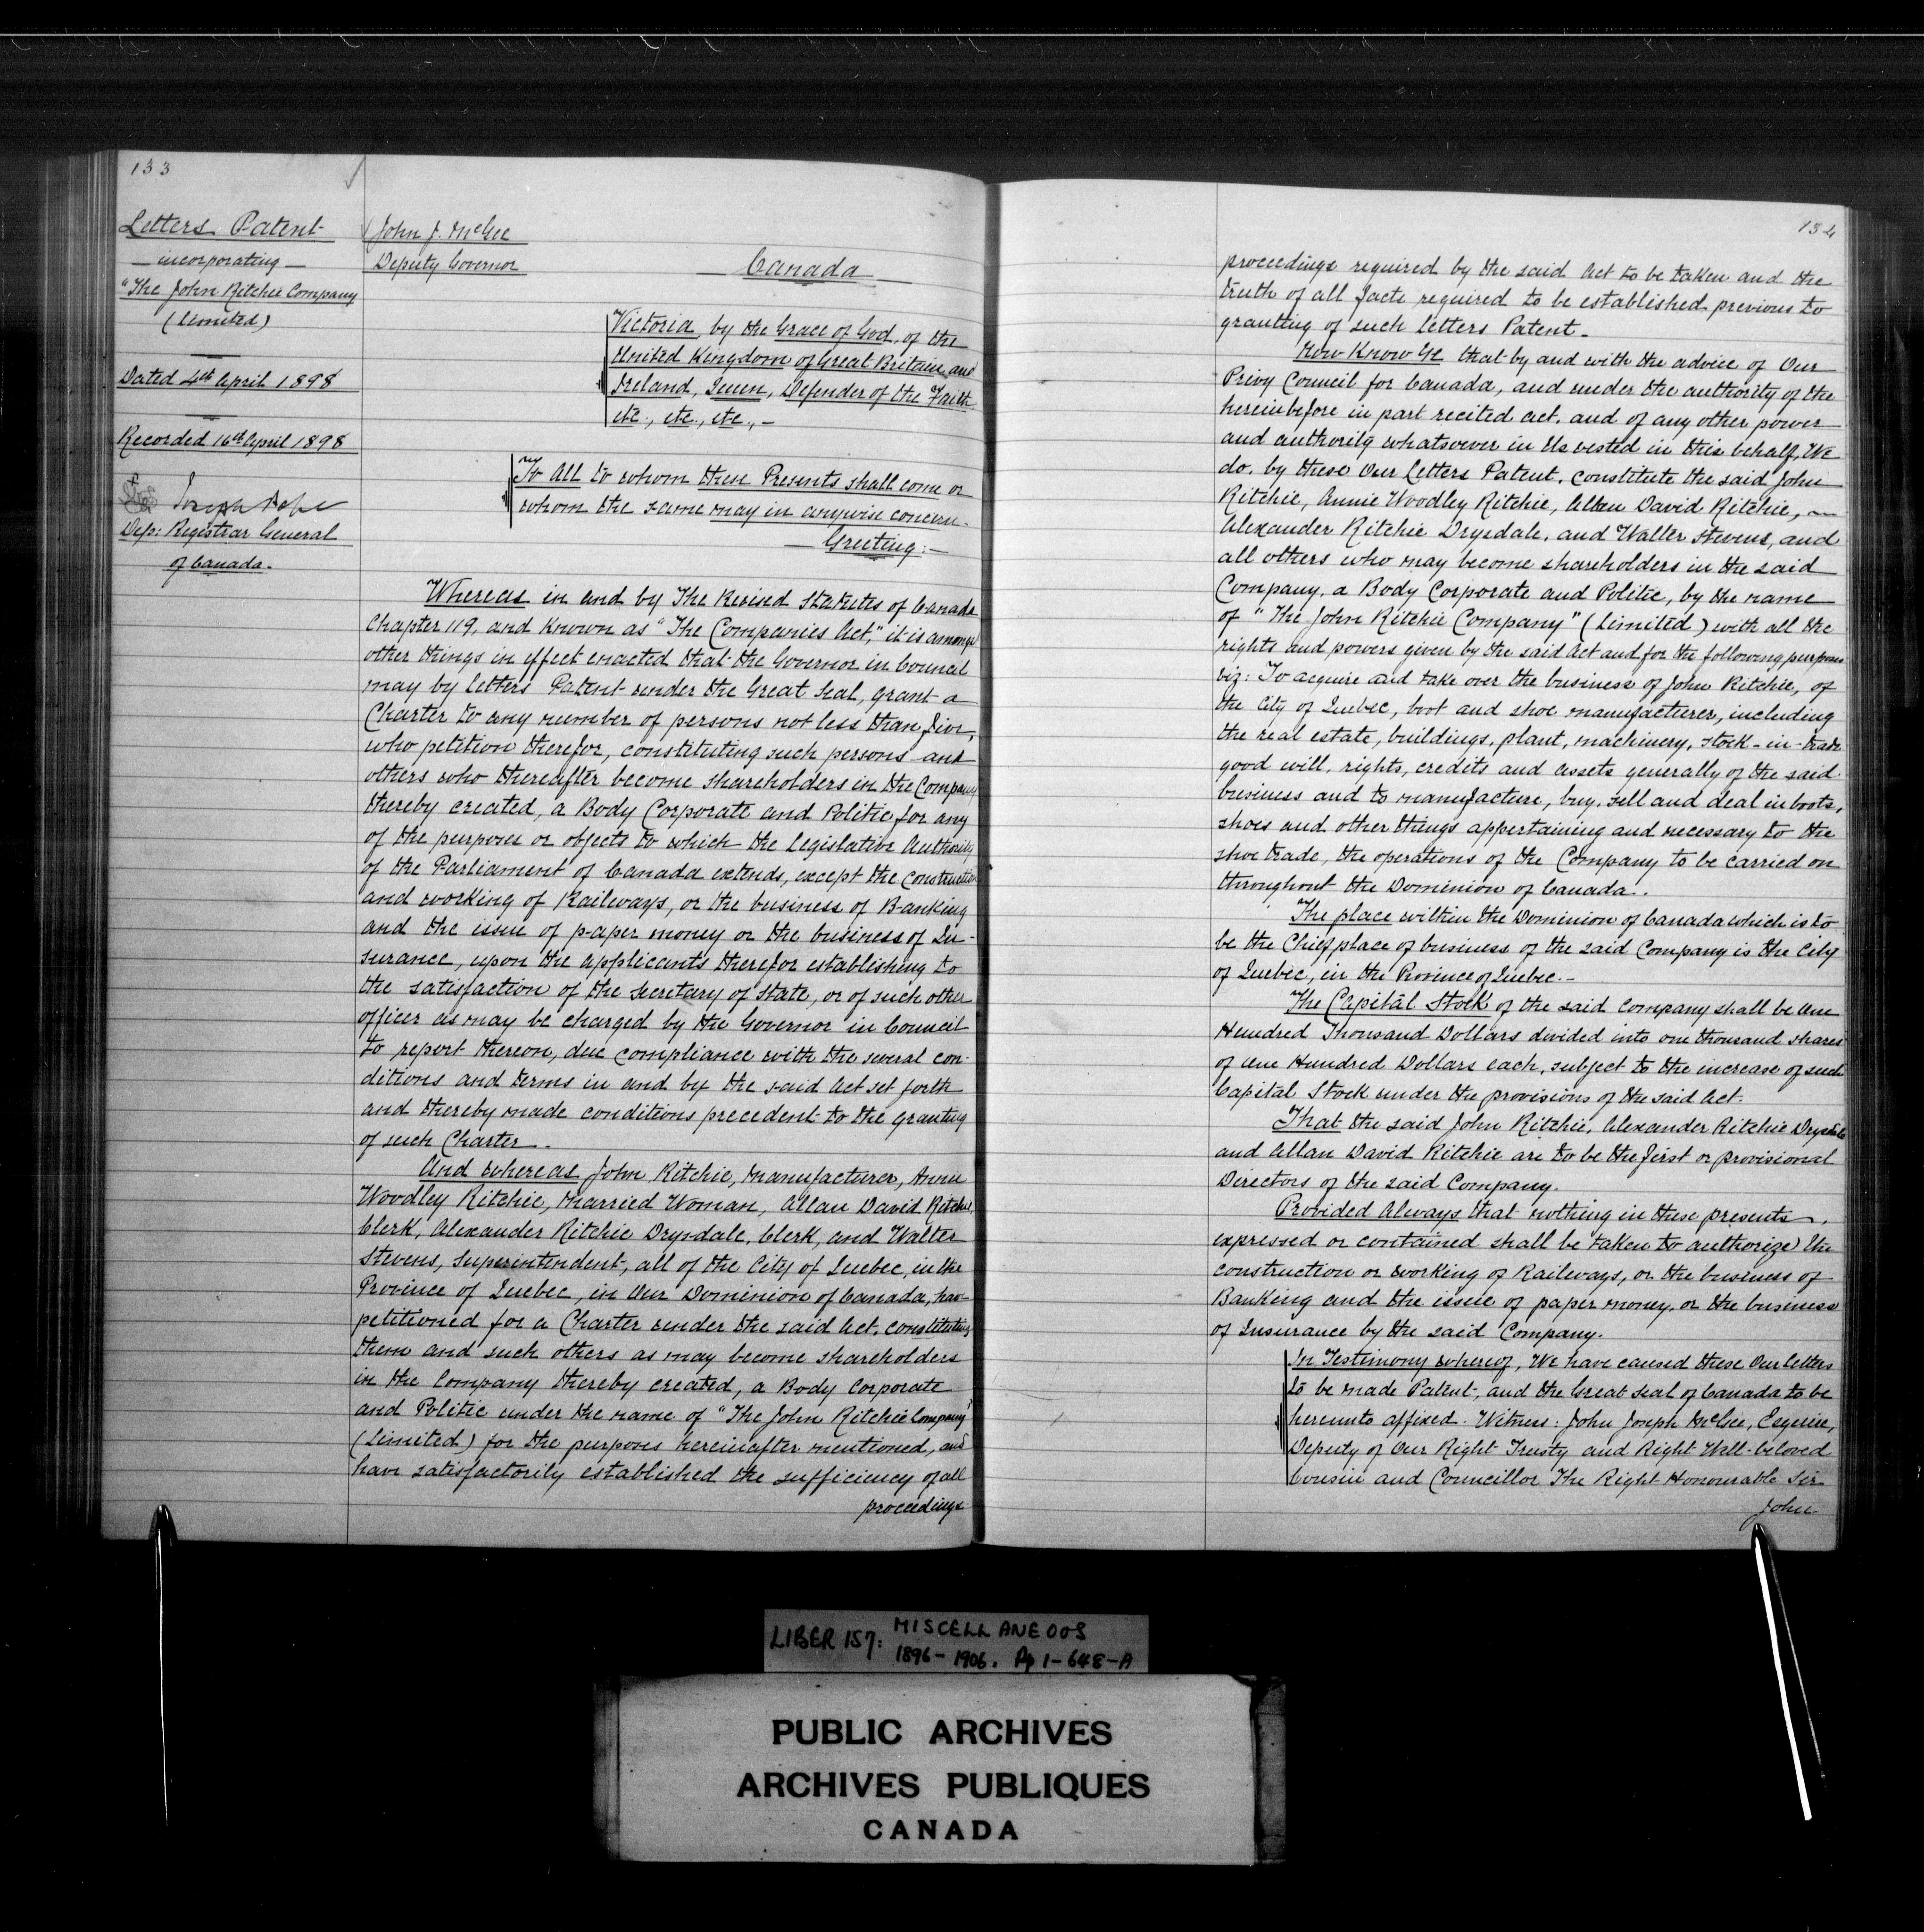 133
Letters Patent
— incorporating —
"The John Ritchie Company
(Limited)
Dated 4th April 1898
Recorded 16th April 1898
Joseph Pope
Dep: Registrar General
of Canada.
John J. McGee
Deputy Governor
Canada
Victoria by the Grace of God, of the
United Kingdom of Great Britain and
Ireland, Queen, Defender of the Faith
etc., etc., etc., —
To All to whom these Presents shall come or
whom the same may in anywise concern.
Greeting: —
Whereas in and by The Revised Statutes of Canada
Chapter 119, and known as "The Companies Act," it is amongst
other things in effect enacted that the Governor in Council
may by Letters Patent under the Great Seal, grant a
Charter to any number of persons not less than five,
who petition therefor, constituting such persons and
others who thereafter become shareholders in the Company
thereby created, a Body Corporate and Politic for any
of the purposes or objects to which the Legislative Authority
of the Parliament of Canada extends, except the construction
and working of Railways, or the business of Banking
and the issue of paper money or the business of In-
surance, upon the applicants therefor establishing to
the satisfaction of the Secretary of State, or of such other
officer as may be charged by the Governor in Council
to report thereon, due compliance with the several con-
ditions and terms in and by the said Act set forth
and thereby made conditions precedent to the granting
of such Charter.
And whereas John Ritchie, Manufacturer, Annie
Woodley Ritchie, Married Woman, Allan David Ritchie,
Clerk, Alexander Ritchie Drysdale, Clerk, and Walter
Stevens, Superintendent, all of the City of Quebec, in the
Province of Quebec, in Our Dominion of Canada, have
petitioned for a Charter under the said Act, constituting
them and such others as may become shareholders
in the Company thereby created, a Body Corporate
and Politic under the name of "The John Ritchie Company"
(Limited) for the purposes hereinafter mentioned, and
have satisfactorily established the sufficiency of all
proceedings
134
proceedings required by the said Act to be taken and the
truth of all facts required to be established previous to
granting of such Letters Patent.
Now Know Ye that by and with the advice of Our
Privy Council for Canada, and under the authority of the
hereinbefore in part recited act, and of any other power
and authority whatsoever in Us vested in this behalf, We
do, by these Our Letters Patent, constitute the said John
Ritchie, Annie Woodley Ritchie, Allan David Ritchie, —
Alexander Ritchie Drysdale, and Walter Stevens, and
all others who may become shareholders in the said
Company, a Body Corporate and Politic, by the name
of "The John Ritchie Company" (Limited) with all the
rights and powers given by the said Act and for the following purposes
viz: To acquire and take over the business of John Ritchie, of
the City of Quebec, boot and shoe manufacturer, including
the real estate, buildings, plant, machinery, stock-in-trade
good will, rights, credits and assets generally of the said
business and to manufacture, buy, sell and deal in boots,
shoes and other things appertaining and necessary to the
shoe trade, the operations of the Company to be carried on
throughout the Dominion of Canada.
The place within the Dominion of Canada which is to
be the Chief place of business of the said Company is the City
of Quebec, in the Province of Quebec. —
The Capital Stock of the said Company shall be One
Hundred Thousand Dollars divided into one thousand shares
of One Hundred Dollars each, subject to the increase of such
Capital Stock under the provisions of the said Act.
That the said John Ritchie, Alexander Ritchie Drysdale
and Allan David Ritchie are to be the first or provisional
Directors of the said Company.
Provided Always that nothing in these presents
expressed or contained shall be taken to authorize the
construction or working of Railways, or the business of
Banking and the issue of paper money, or the business
of Insurance by the said Company.
In Testimony whereof, We have caused these Our Letters
to be made Patent, and the Great Seal of Canada to be
hereunto affixed. Witness: John Joseph McGee, Esquire,
Deputy of Our Right Trusty and Right Well-beloved
Cousin and Councillor The Right Honourable Sir
John
LIBER 157: MISCELLANEOUS
1896-1906. Pp 1-648-A
PUBLIC ARCHIVES
ARCHIVES PUBLIQUES
CANADA